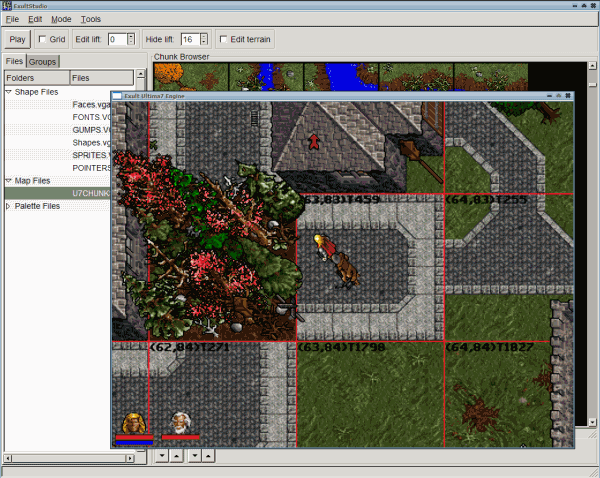 ExultStudio
File Edit Mode Tools
Play Grid Edit lift: 0 Hide lift: 16 Edit terrain
Files Groups
Chunk Browser
Folders Files
Shape Files
Faces.vga
FONTS.VG
GUMPS.VG
Shapes.vg
SPRITES.V
POINTERS
Map Files
U7CHUNK
Palette Files
Exult Ultima7 Engine
(63,83)T459 (64,83)T255
(62,84)T271 (63,84)T1798 (64,84)T1827